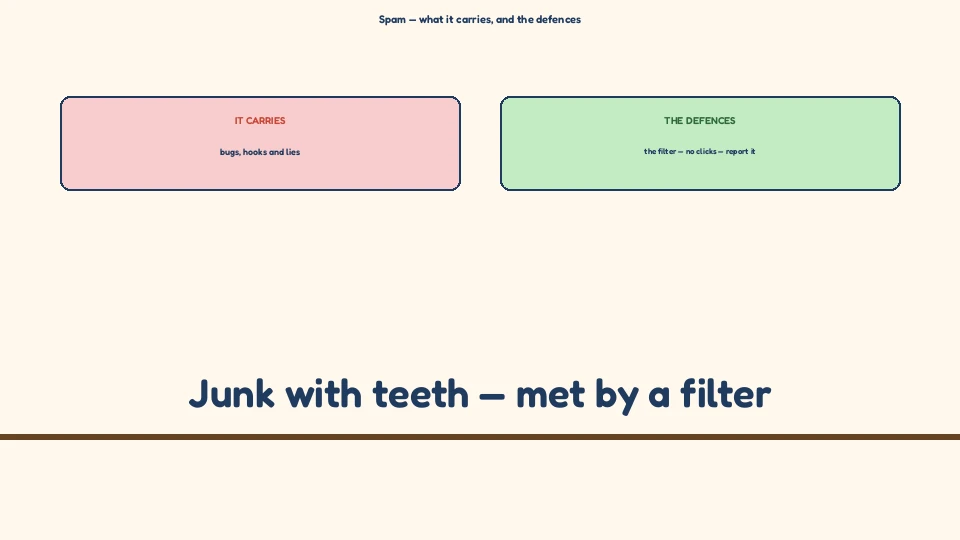 Spam — what it carries, and the defences
IT CARRIES
bugs, hooks and lies
THE DEFENCES
the filter — no clicks — report it
Junk with teeth — met by a filter